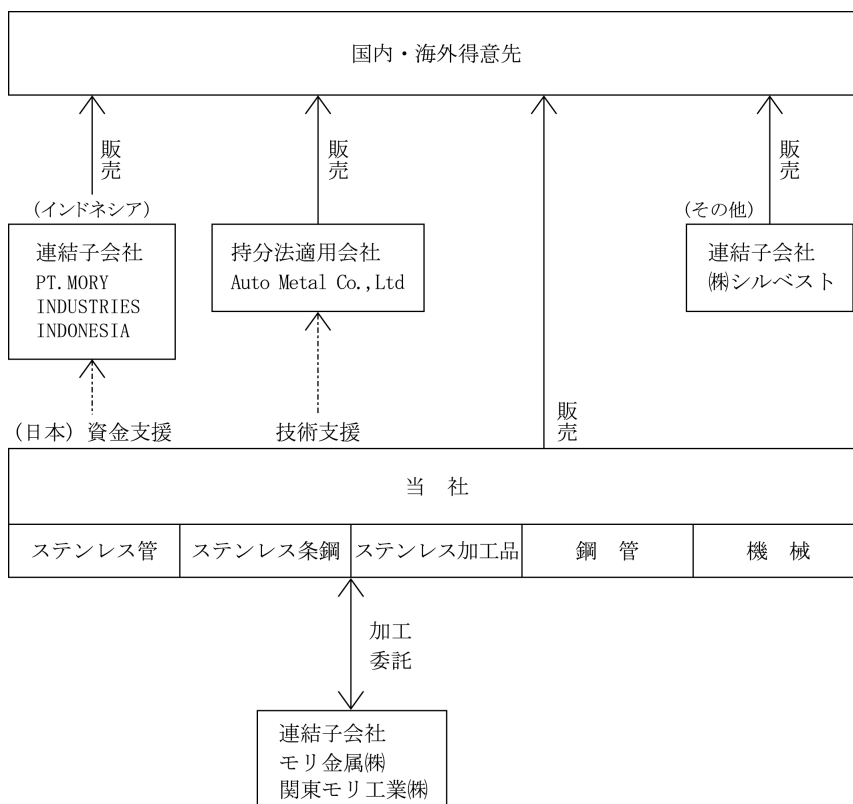 国内・海外得意先
販売
販売
販売
販売
(インドネシア)
連結子会社
PT.MORY
INDUSTRIES
INDONESIA
持分法適用会社
Auto Metal Co.,Ltd
(その他)
連結子会社
㈱シルベスト
(日本) 資金支援
技術支援
当 社
ステンレス管
ステンレス条鋼
ステンレス加工品
鋼 管
機 械
加工
委託
連結子会社
モリ金属㈱
関東モリ工業㈱